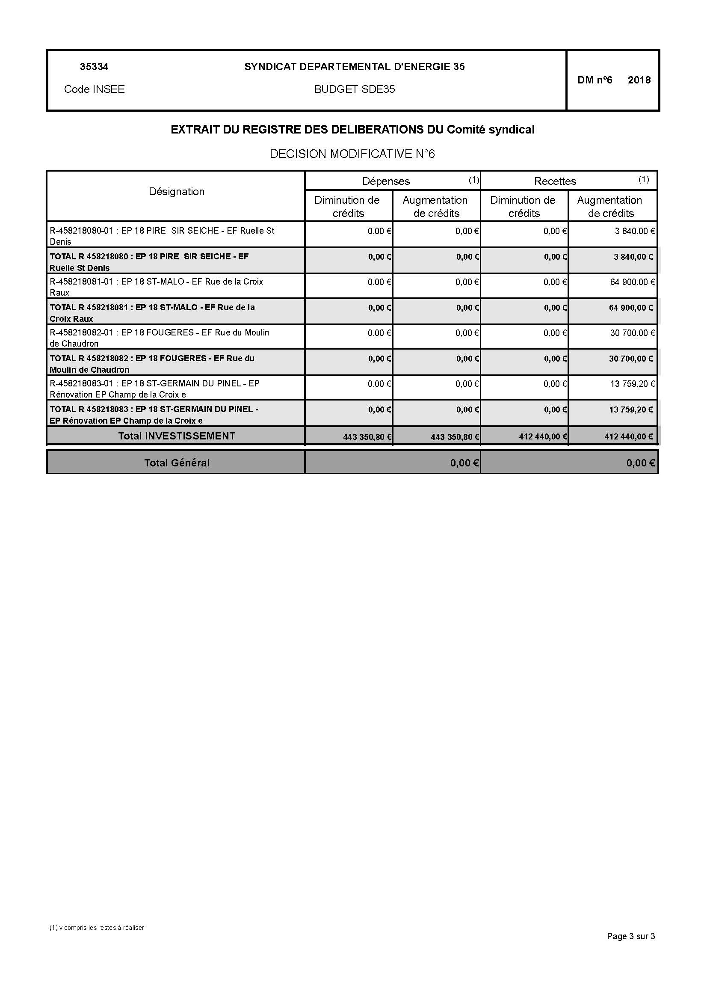 35334 SYNDICAT DEPARTEMENTAL D'ENERGIE 35
DM n°6 2018
Code INSEE BUDGET SDE35
EXTRAIT DU REGISTRE DES DELIBERATIONS DU Comité syndical
DECISION MODIFICATIVE N°6
Désignation Dépenses (1) Recettes (1)
Diminution de crédits Augmentation de crédits Diminution de crédits Augmentation de crédits
R-458218080-01 : EP 18 PIRE  SIR SEICHE - EF Ruelle St 0,00 € 0,00 € 0,00 € 3 840,00 €
Denis
TOTAL R 458218080 : EP 18 PIRE  SIR SEICHE - EF 0,00 € 0,00 € 0,00 € 3 840,00 €
Ruelle St Denis
R-458218081-01 : EP 18 ST-MALO - EF Rue de la Croix 0,00 € 0,00 € 0,00 € 64 900,00 €
Raux
TOTAL R 458218081 : EP 18 ST-MALO - EF Rue de la 0,00 € 0,00 € 0,00 € 64 900,00 €
Croix Raux
R-458218082-01 : EP 18 FOUGERES - EF Rue du Moulin 0,00 € 0,00 € 0,00 € 30 700,00 €
de Chaudron
TOTAL R 458218082 : EP 18 FOUGERES - EF Rue du 0,00 € 0,00 € 0,00 € 30 700,00 €
Moulin de Chaudron
R-458218083-01 : EP 18 ST-GERMAIN DU PINEL - EP 0,00 € 0,00 € 0,00 € 13 759,20 €
Rénovation EP Champ de la Croix e
TOTAL R 458218083 : EP 18 ST-GERMAIN DU PINEL - 0,00 € 0,00 € 0,00 € 13 759,20 €
EP Rénovation EP Champ de la Croix e
Total INVESTISSEMENT 443 350,80 € 443 350,80 € 412 440,00 € 412 440,00 €
Total Général 0,00 € 0,00 €
(1) y compris les restes à réaliser
Page 3 sur 3